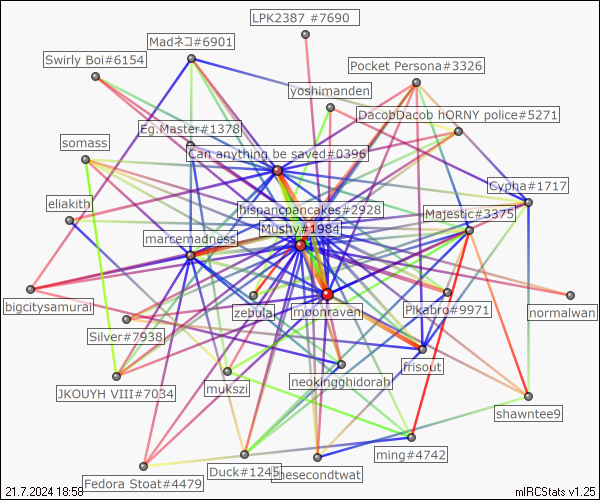 LPK2387 #7690
Madネコ#6901
Swirly Boi#6154
Pocket Persona#3326
yoshimanden
DacobDacob hORNY police#5271
Eg.Master#1378
somass
Can anything be saved#0396
Cypha#1717
eliakith
hispancpancakes#2928
Majestic#3375
Mushy#1984
marcemadness
bigcitysamurai
zebula
moonraven
Pikabro#9971
normalwan
Silver#7938
frisout
neokingghidorah
JKOUYH VIII#7034
mukszi
shawntee9
ming#4742
Duck#1245
thesecondtwat
Fedora Stoat#4479
21.7.2024 18:58
mIRCStats v1.25